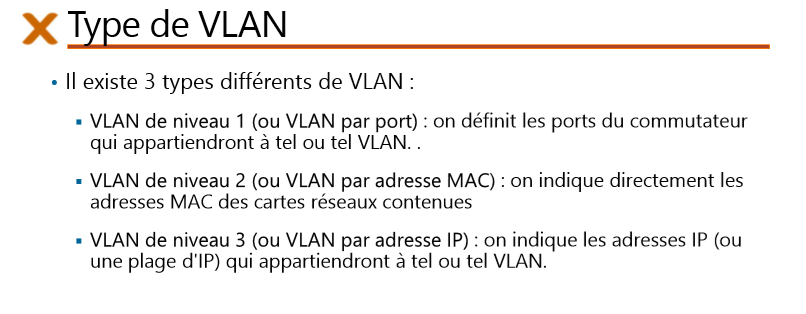 Type de VLAN
• Il existe 3 types différents de VLAN :
▪ VLAN de niveau 1 (ou VLAN par port) : on définit les ports du commutateur
qui appartiendront à tel ou tel VLAN. .
▪ VLAN de niveau 2 (ou VLAN par adresse MAC) : on indique directement les
adresses MAC des cartes réseaux contenues
▪ VLAN de niveau 3 (ou VLAN par adresse IP) : on indique les adresses IP (ou
une plage d'IP) qui appartiendront à tel ou tel VLAN.